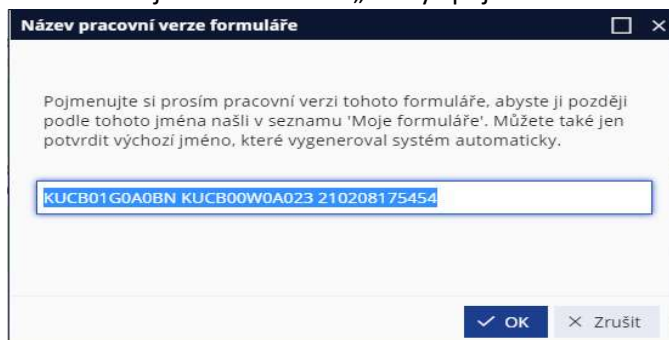 Název pracovní verze formuláře
Pojmenujte si prosím pracovní verzi tohoto formuláře, abyste ji později
podle tohoto jména našli v seznamu 'Moje formuláře'. Můžete také jen
potvrdit výchozí jméno, které vygeneroval systém automaticky.
KUCB01G0A0BN KUCB00W0A023 210208175454
OK
Zrušit